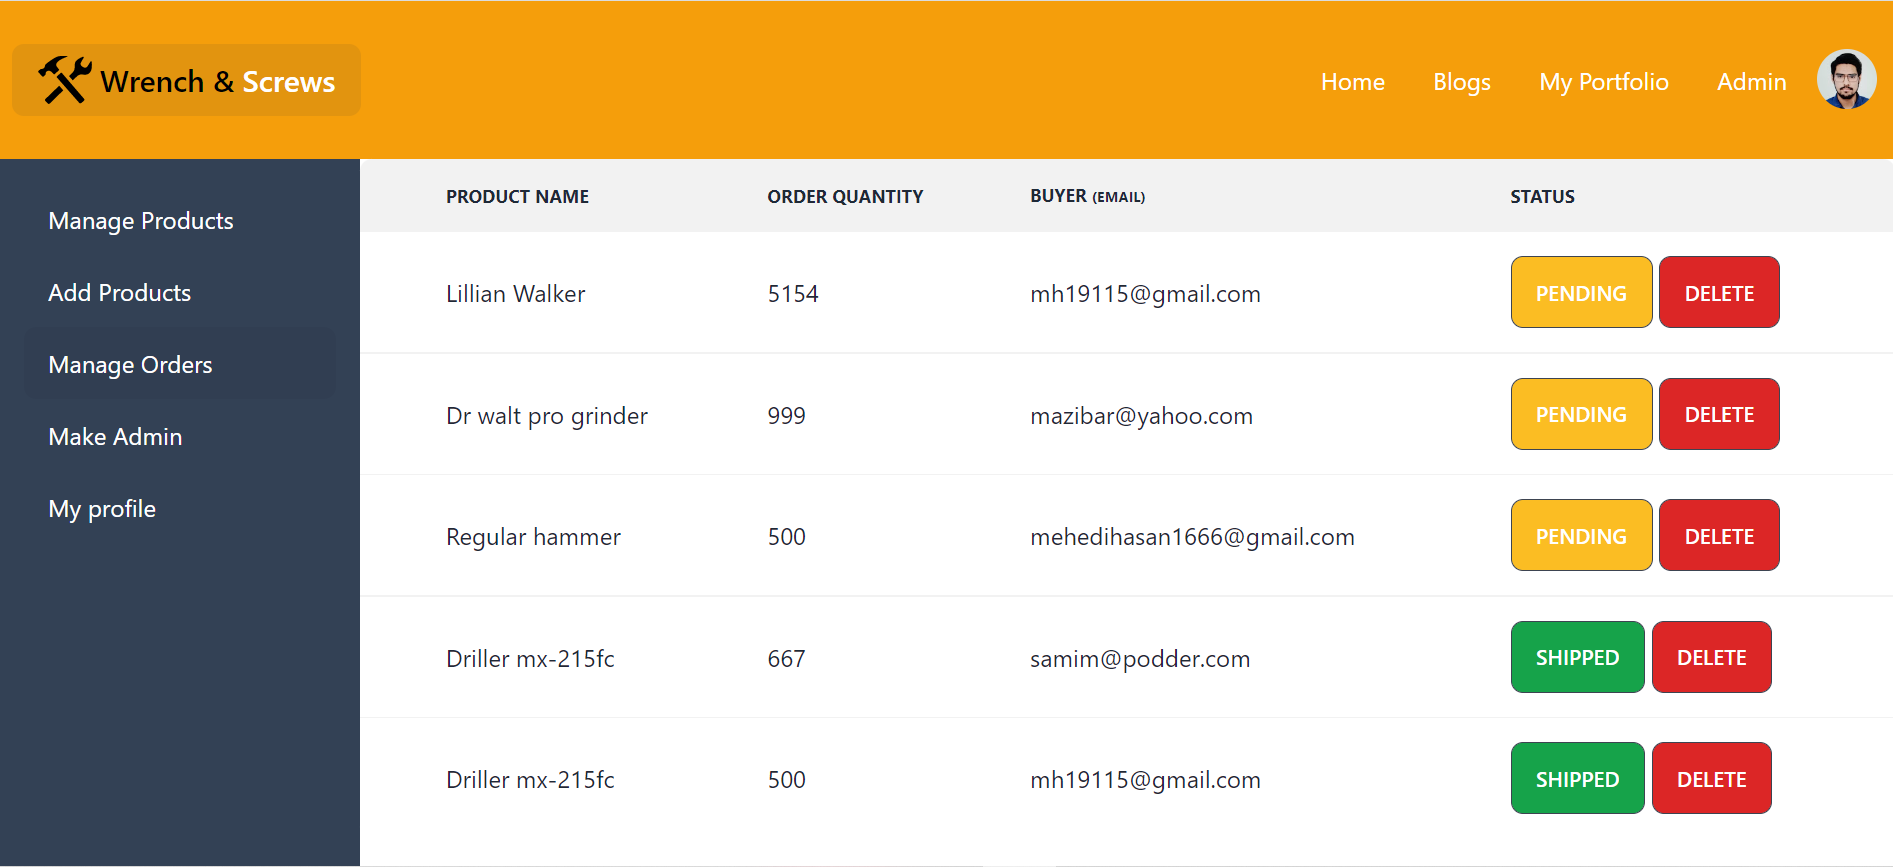 Wrench & Screws
Home Blogs My Portfolio Admin
Manage Products
Add Products
Manage Orders
Make Admin
My profile
PRODUCT NAME ORDER QUANTITY BUYER (EMAIL) STATUS
Lillian Walker 5154 mh19115@gmail.com PENDING DELETE
Dr walt pro grinder 999 mazibar@yahoo.com PENDING DELETE
Regular hammer 500 mehedihasan1666@gmail.com PENDING DELETE
Driller mx-215fc 667 samim@podder.com SHIPPED DELETE
Driller mx-215fc 500 mh19115@gmail.com SHIPPED DELETE